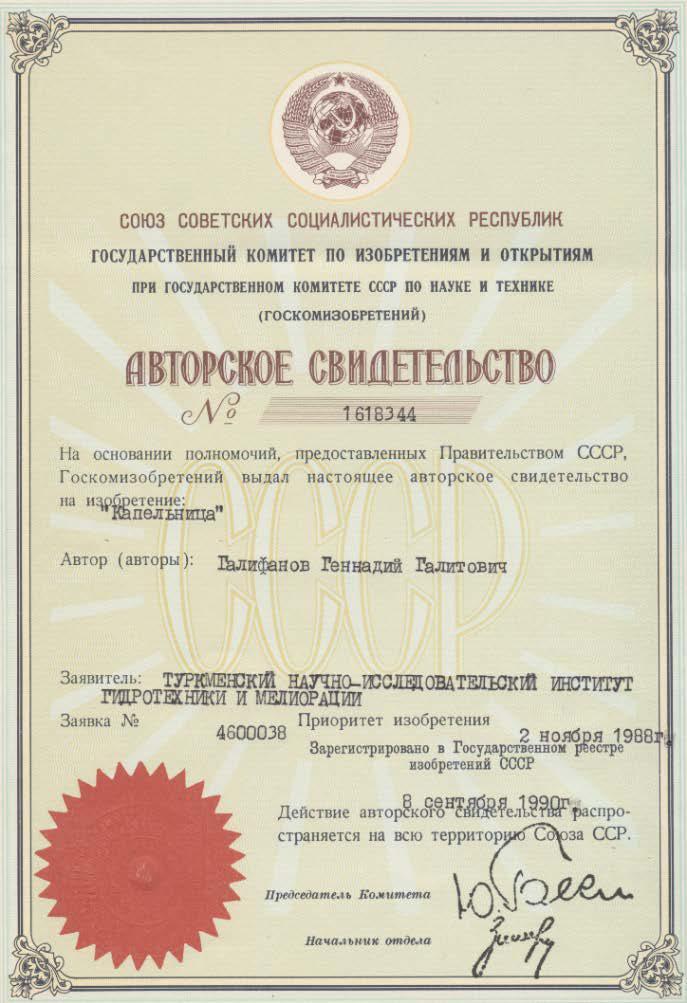 СОЮЗ СОВЕТСКИХ СОЦИАЛИСТИЧЕСКИХ РЕСПУБЛИК
ГОСУДАРСТВЕННЫЙ КОМИТЕТ ПО ИЗОБРЕТЕНИЯМ И ОТКРЫТИЯМ
ПРИ ГОСУДАРСТВЕННОМ КОМИТЕТЕ СССР ПО НАУКЕ И ТЕХНИКЕ
(ГОСКОМИЗОБРЕТЕНИЙ)
АВТОРСКОЕ СВИДЕТЕЛЬСТВО
№ 1618344
На основании полномочий, предоставленных Правительством СССР,
Госкомизобретений выдал настоящее авторское свидетельство
на изобретение:
"Капельница"
СССР
Автор (авторы): Галифанов Геннадий Галитович
Заявитель: ТУРКМЕНСКИЙ НАУЧНО-ИССЛЕДОВАТЕЛЬСКИЙ ИНСТИТУТ
ГИДРОТЕХНИКИ И МЕЛИОРАЦИИ
Заявка № 4600038 Приоритет изобретения 2 ноября 1988г.
Зарегистрировано в Государственном реестре
изобретений СССР
8 сентября 1990г.
Действие авторского свидетельства распро-
страняется на всю территорию Союза ССР.
Председатель Комитета
Начальник отдела